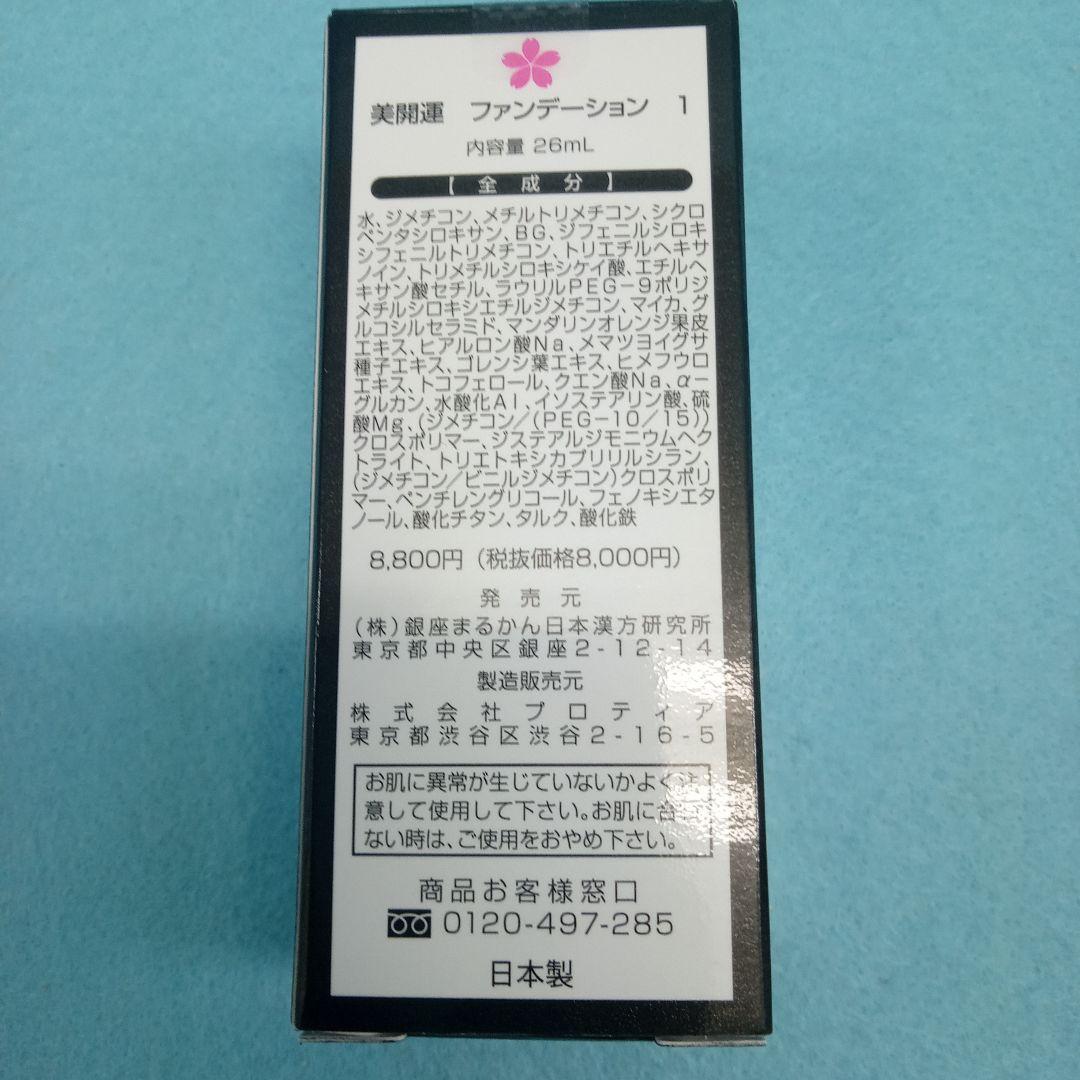 美開運 ファンデーション 1
内容量 26mL
【 全 成 分 】
水、ジメチコン、メチルトリメチコン、シクロ
ペンタシロキサン、BG、ジフェニルシロキ
シフェニルトリメチコン、トリエチルヘキサ
ノイン、トリメチルシロキシケイ酸、エチルヘ
キサン酸セチル、ラウリルPEG-9ポリジ
メチルシロキシエチルジメチコン、マイカ、グ
ルコシルセラミド、マンダリンオレンジ果皮
エキス、ヒアルロン酸Na、メマツヨイグサ
種子エキス、ゴレンシ葉エキス、ヒメフウロ
エキス、トコフェロール、クエン酸Na、α-
グルカン、水酸化Al、イソステアリン酸、硫
酸Mg、(ジメチコン/(PEG-10/15))
クロスポリマー、ジステアルジモニウムヘク
トライト、トリエトキシカプリリルシラン、
(ジメチコン/ビニルジメチコン)クロスポリ
マー、ペンチレングリコール、フェノキシエタ
ノール、酸化チタン、タルク、酸化鉄
8,800円(税抜価格8,000円)
発 売 元
(株)銀座まるかん日本漢方研究所
東京都中央区銀座2-12-14
製造販売元
株式会社プロティア
東京都渋谷区渋谷2-16-5
お肌に異常が生じていないかよく注
意して使用して下さい。お肌に合わ
ない時は、ご使用をおやめ下さい。
商品お客様窓口
0120-497-285
日本製